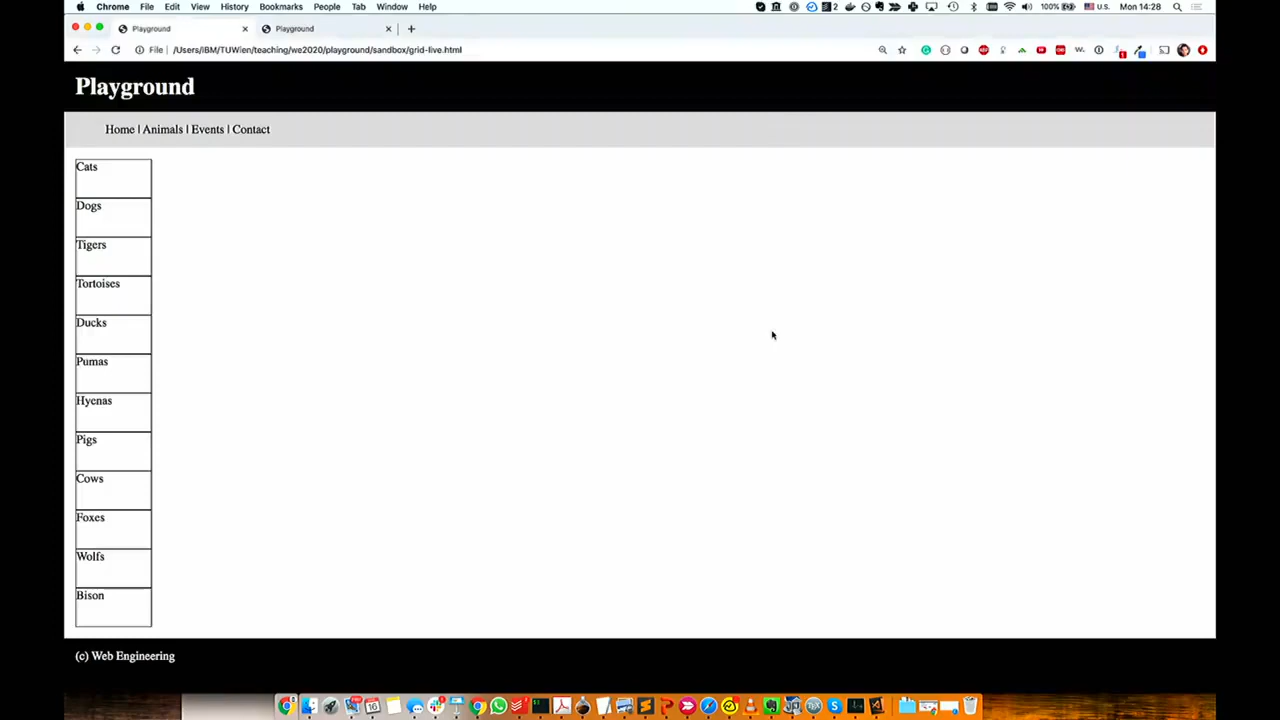 Chrome File Edit View History Bookmarks People Tab Window Help 2 100% U.S. Mon 14:28
Playground Playground
File /Users/IBM/TUWien/teaching/we2020/playground/sandbox/grid-live.html
Playground
Home | Animals | Events | Contact
Cats
Dogs
Tigers
Tortoises
Ducks
Pumas
Hyenas
Pigs
Cows
Foxes
Wolfs
Bison
(c) Web Engineering